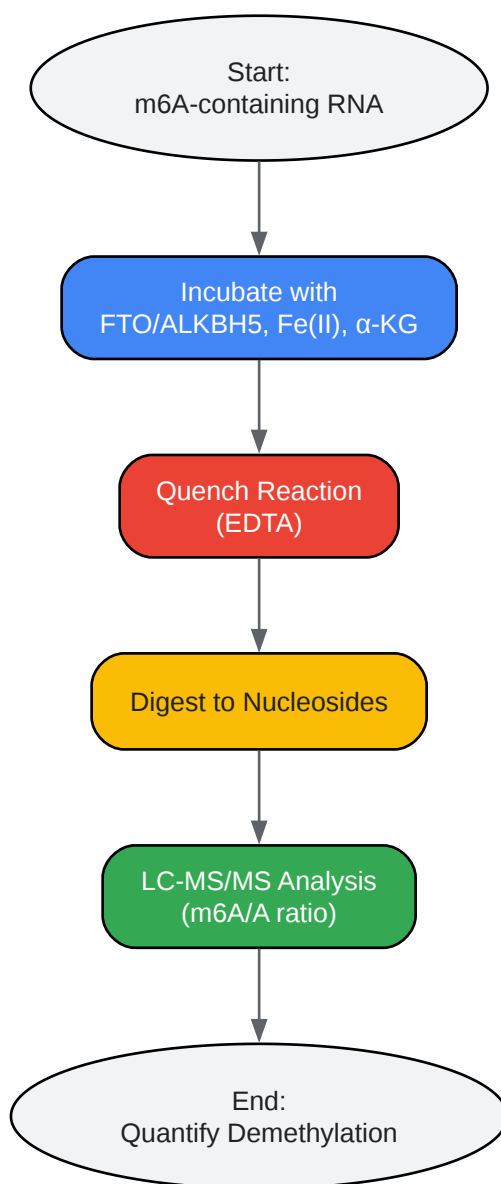 Start:
m6A-containing RNA
Incubate with
FTO/ALKBH5, Fe(II), α-KG
Quench Reaction
(EDTA)
Digest to Nucleosides
LC-MS/MS Analysis
(m6A/A ratio)
End:
Quantify Demethylation